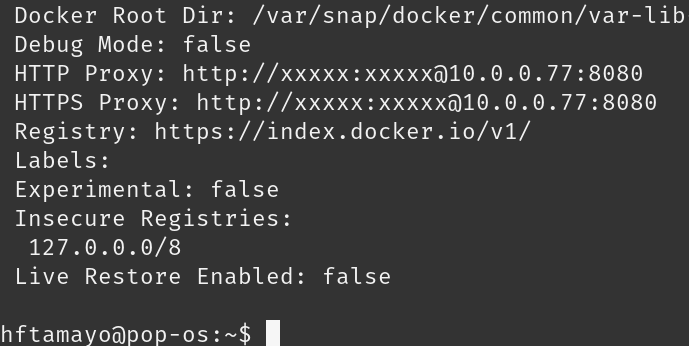 Docker Root Dir: /var/snap/docker/common/var-lib
Debug Mode: false
HTTP Proxy: http://xxxxx:xxxxx@10.0.0.77:8080
HTTPS Proxy: http://xxxxx:xxxxx@10.0.0.77:8080
Registry: https://index.docker.io/v1/
Labels:
Experimental: false
Insecure Registries:
127.0.0.0/8
Live Restore Enabled: false
hftamayo@pop-os:~$